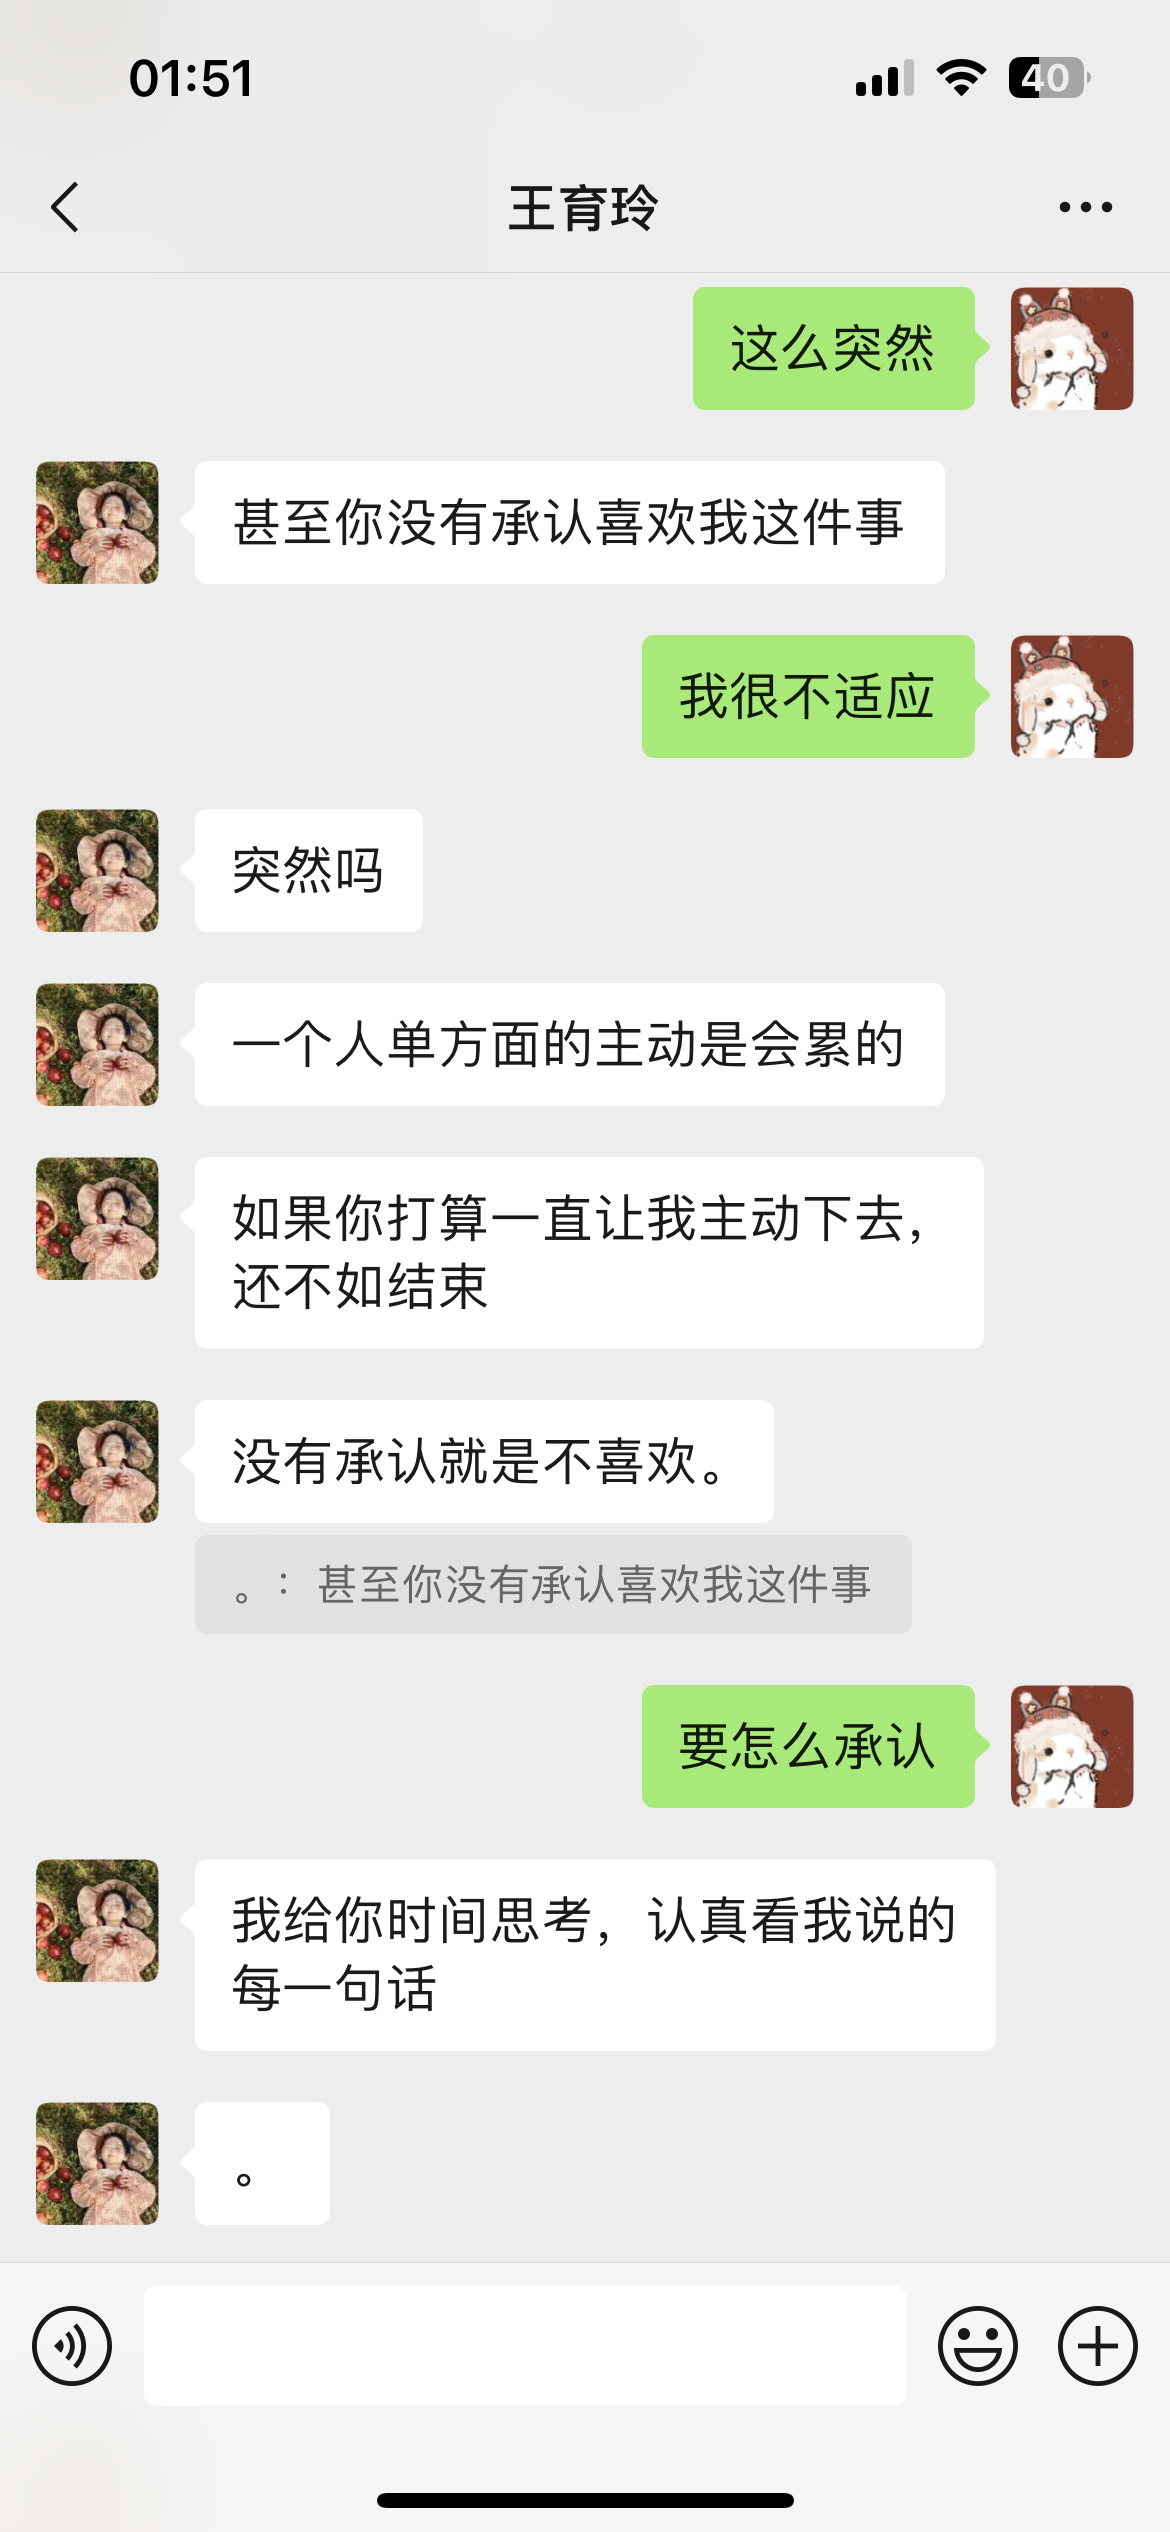 01:51
40
王育玲
这么突然
甚至你没有承认喜欢我这件事
我很不适应
突然吗
一个人单方面的主动是会累的
如果你打算一直让我主动下去，
还不如结束
没有承认就是不喜欢。
。：甚至你没有承认喜欢我这件事
要怎么承认
我给你时间思考，认真看我说的
每一句话
。